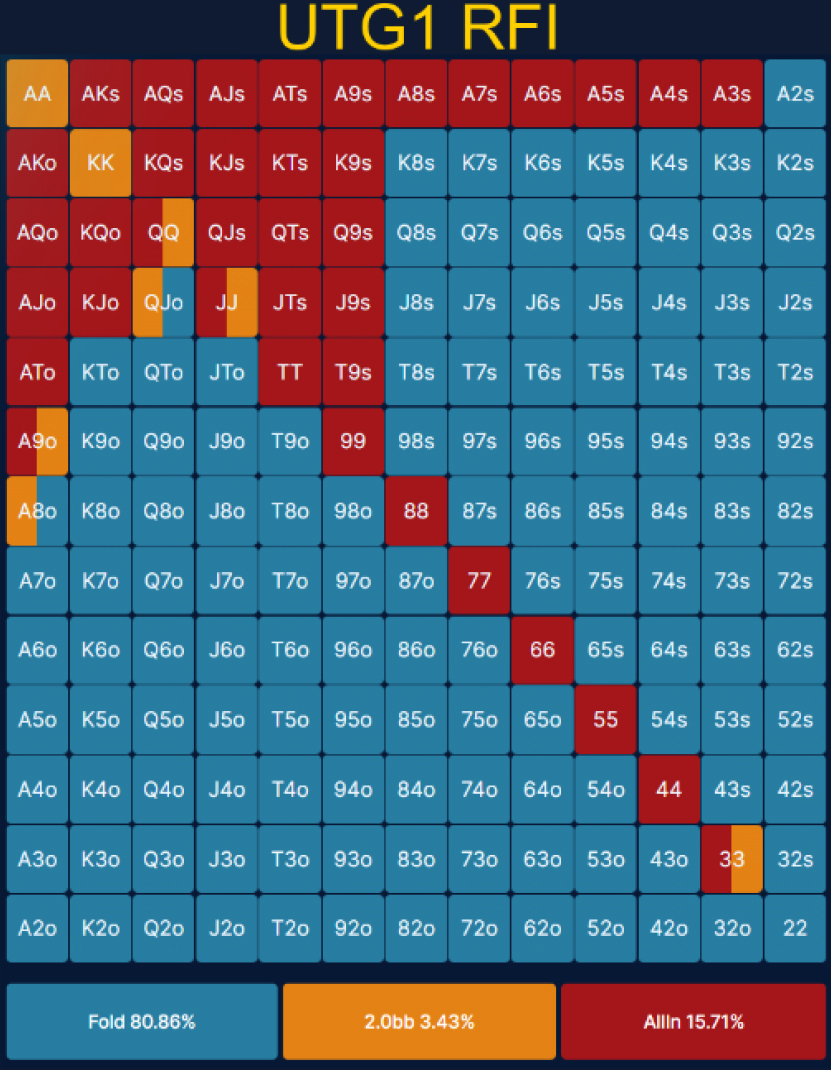 UTG1 RFI
AA AKs AQs AJs ATs A9s A8s A7s A6s A5s A4s A3s A2s
AKo KK KQs KJs KTs K9s K8s K7s K6s K5s K4s K3s K2s
AQo KQo QQ QJs QTs Q9s Q8s Q7s Q6s Q5s Q4s Q3s Q2s
AJo KJo QJo JJ JTs J9s J8s J7s J6s J5s J4s J3s J2s
ATo KTo QTo JTo TT T9s T8s T7s T6s T5s T4s T3s T2s
A9o K9o Q9o J9o T9o 99 98s 97s 96s 95s 94s 93s 92s
A8o K8o Q8o J8o T8o 98o 88 87s 86s 85s 84s 83s 82s
A7o K7o Q7o J7o T7o 97o 87o 77 76s 75s 74s 73s 72s
A6o K6o Q6o J6o T6o 96o 86o 76o 66 65s 64s 63s 62s
A5o K5o Q5o J5o T5o 95o 85o 75o 65o 55 54s 53s 52s
A4o K4o Q4o J4o T4o 94o 84o 74o 64o 54o 44 43s 42s
A3o K3o Q3o J3o T3o 93o 83o 73o 63o 53o 43o 33 32s
A2o K2o Q2o J2o T2o 92o 82o 72o 62o 52o 42o 32o 22
Fold 80.86% 2.0bb 3.43% AllIn 15.71%